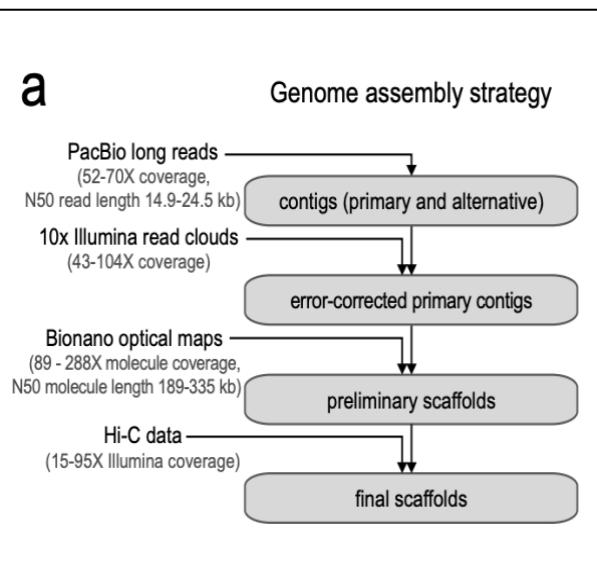 a
Genome assembly strategy
PacBio long reads
(52-70X coverage,
N50 read length 14.9-24.5 kb)
contigs (primary and alternative)
10x Illumina read clouds
(43-104X coverage)
error-corrected primary contigs
Bionano optical maps
(89 - 288X molecule coverage,
N50 molecule length 189-335 kb)
preliminary scaffolds
Hi-C data
(15-95X Illumina coverage)
final scaffolds